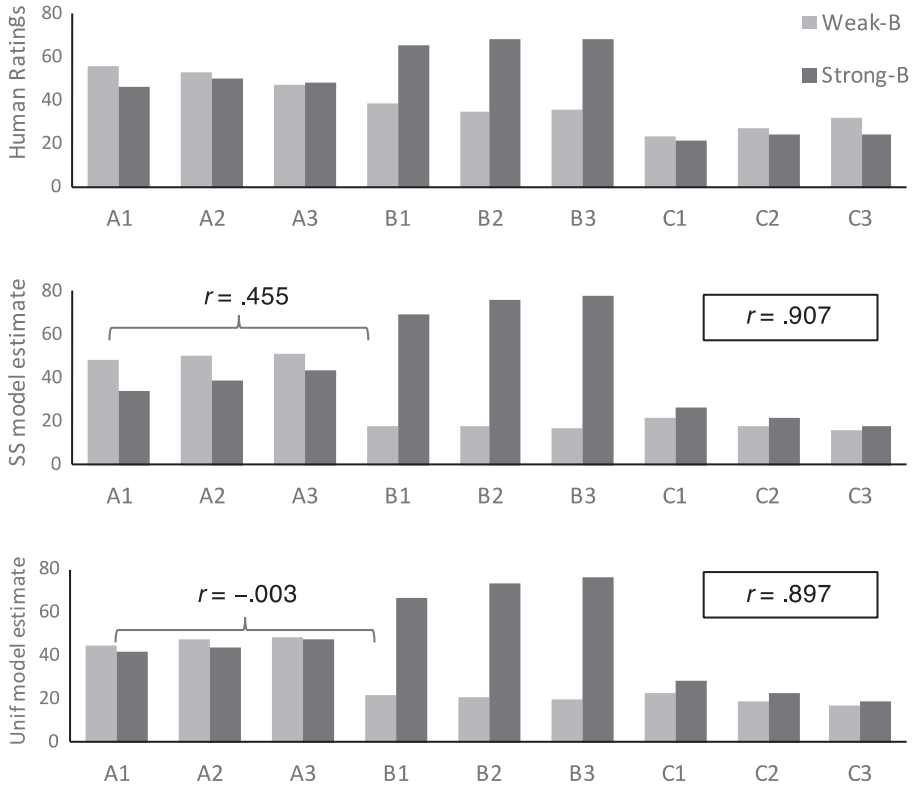 Human Ratings
80
60
40
20
0
Weak-B
Strong-B
A1 A2 A3 B1 B2 B3 C1 C2 C3
SS model estimate
80
60
40
20
0
r = .455
r = .907
A1 A2 A3 B1 B2 B3 C1 C2 C3
Unif model estimate
80
60
40
20
0
r = –.003
r = .897
A1 A2 A3 B1 B2 B3 C1 C2 C3